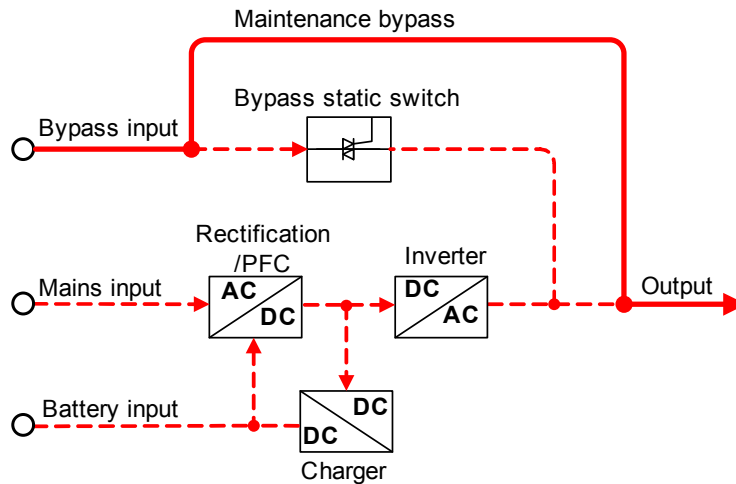 Maintenance bypass
Bypass static switch
Bypass input
Rectification
/PFC
Inverter
Mains input
AC
DC
DC
AC
Output
Battery input
DC
DC
Charger